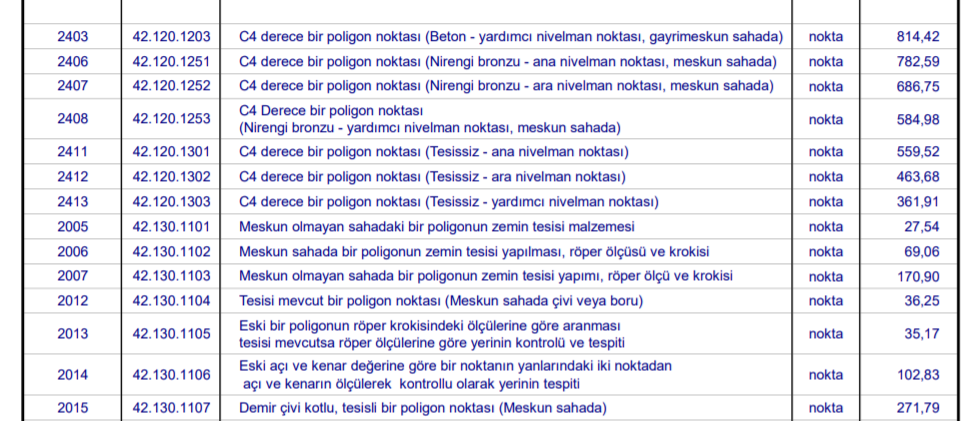 2403 42.120.1203 C4 derece bir poligon noktası (Beton - yardımcı nivelman noktası, gayrimeskun sahada) nokta 814,42
2406 42.120.1251 C4 derece bir poligon noktası (Nirengi bronzu - ana nivelman noktası, meskun sahada) nokta 782,59
2407 42.120.1252 C4 derece bir poligon noktası (Nirengi bronzu - ara nivelman noktası, meskun sahada) nokta 686,75
2408 42.120.1253 C4 Derece bir poligon noktası
(Nirengi bronzu - yardımcı nivelman noktası, meskun sahada) nokta 584,98
2411 42.120.1301 C4 derece bir poligon noktası (Tesissiz - ana nivelman noktası) nokta 559,52
2412 42.120.1302 C4 derece bir poligon noktası (Tesissiz - ara nivelman noktası) nokta 463,68
2413 42.120.1303 C4 derece bir poligon noktası (Tesissiz - yardımcı nivelman noktası) nokta 361,91
2005 42.130.1101 Meskun olmayan sahadaki bir poligonun zemin tesisi malzemesi nokta 27,54
2006 42.130.1102 Meskun sahada bir poligonun zemin tesisi yapılması, röper ölçüsü ve krokisi nokta 69,06
2007 42.130.1103 Meskun olmayan sahada bir poligonun zemin tesisi yapımı, röper ölçü ve krokisi nokta 170,90
2012 42.130.1104 Tesisi mevcut bir poligon noktası (Meskun sahada çivi veya boru) nokta 36,25
2013 42.130.1105 Eski bir poligonun röper krokisindeki ölçülerine göre aranması
tesisi mevcutsa röper ölçülerine göre yerinin kontrolü ve tespiti nokta 35,17
2014 42.130.1106 Eski açı ve kenar değerine göre bir noktanın yanlarındaki iki noktadan
açı ve kenarın ölçülerek kontrollu olarak yerinin tespiti nokta 102,83
2015 42.130.1107 Demir çivi kotlu, tesisli bir poligon noktası (Meskun sahada) nokta 271,79